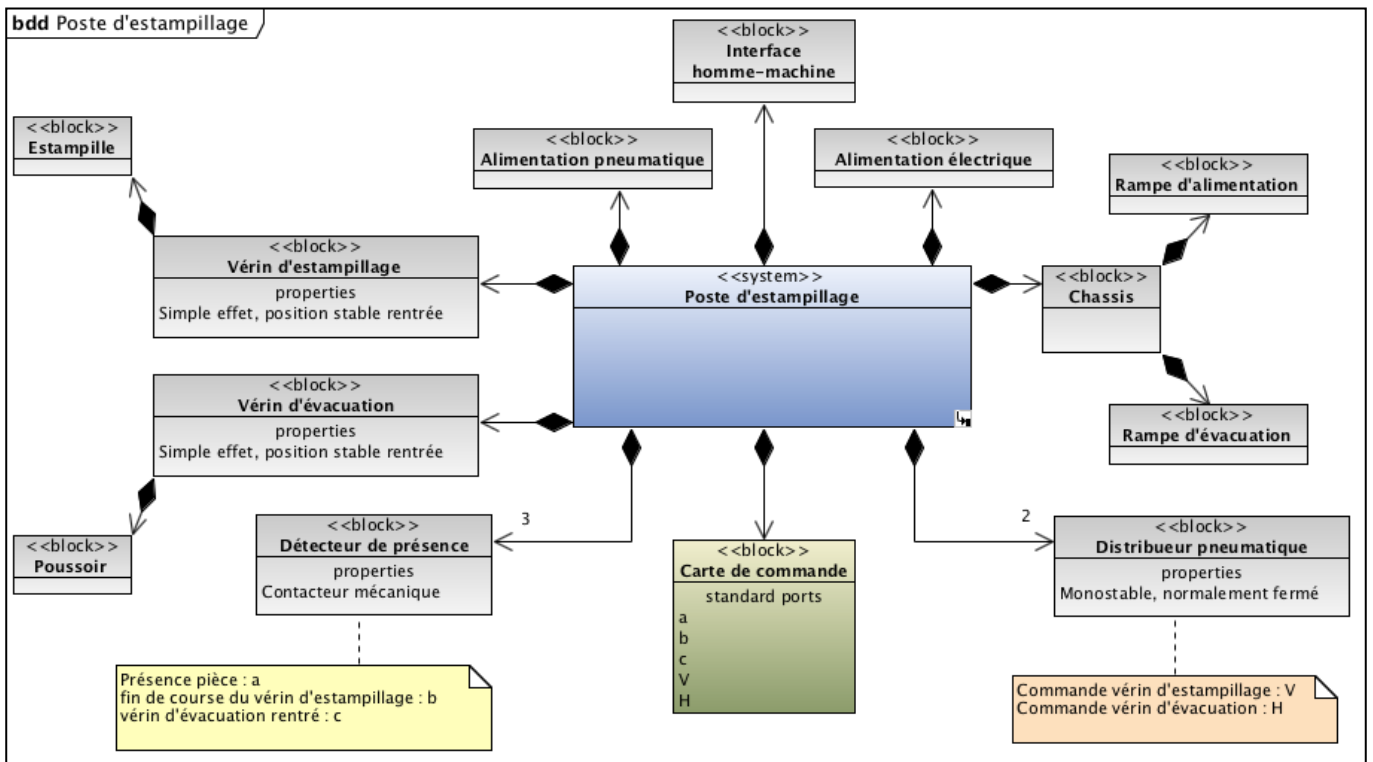 bdd Poste d'estampillage
<<block>>
Interface
homme-machine
<<block>>
Estampille
<<block>>
Alimentation pneumatique
<<block>>
Alimentation électrique
<<block>>
Rampe d'alimentation
<<block>>
Vérin d'estampillage
properties
Simple effet, position stable rentrée
<<system>>
Poste d'estampillage
<<block>>
Chassis
<<block>>
Vérin d'évacuation
properties
Simple effet, position stable rentrée
<<block>>
Rampe d'évacuation
<<block>>
Poussoir
<<block>>
Détecteur de présence
properties
Contacteur mécanique
3
<<block>>
Carte de commande
standard ports
a
b
c
V
H
2
<<block>>
Distribueur pneumatique
properties
Monostable, normalement fermé
Présence pièce : a
fin de course du vérin d'estampillage : b
vérin d'évacuation rentré : c
Commande vérin d'estampillage : V
Commande vérin d'évacuation : H